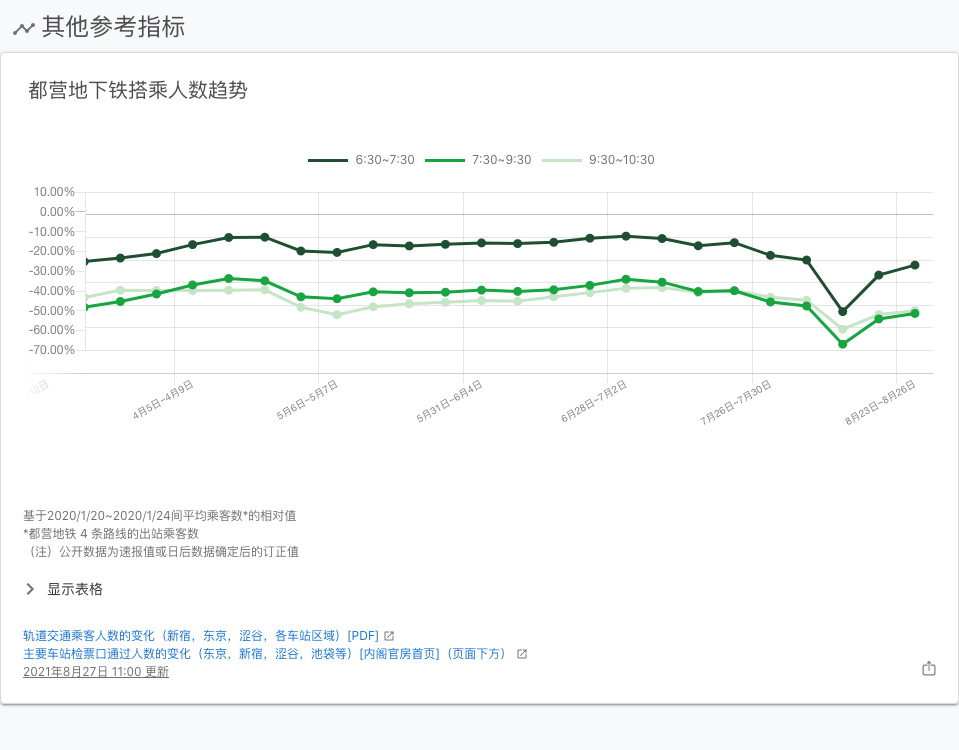 其他参考指标
都营地下铁搭乘人数趋势
6:30~7:30 7:30~9:30 9:30~10:30
10.00%
0.00%
-10.00%
-20.00%
-30.00%
-40.00%
-50.00%
-60.00%
-70.00%
12日 4月5日~4月9日 5月6日~5月7日 5月31日~6月4日 6月28日~7月2日 7月26日~7月30日 8月23日~8月26日
基于2020/1/20~2020/1/24间平均乘客数*的相对值
*都营地铁 4 条路线的出站乘客数
（注）公开数据为速报值或日后数据确定后的订正值
显示表格
轨道交通乘客人数的变化（新宿，东京，涩谷，各车站区域）[PDF]
主要车站检票口通过人数的变化（东京，新宿，涩谷，池袋等）[内阁官房首页]（页面下方）
2021年8月27日 11:00 更新